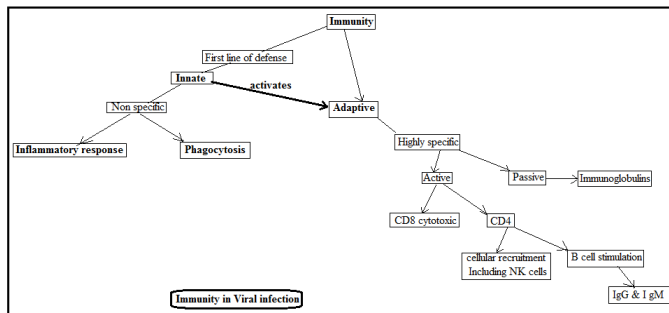 Immunity
First line of defense
Innate
activates
Non specific
Adaptive
Inflammatory response
Phagocytosis
Highly specific
Active
Passive
Immunoglobulins
CD8 cytotoxic
CD4
cellular recruitment
Including NK cells
B cell stimulation
Immunity in Viral infection
IgG & I gM